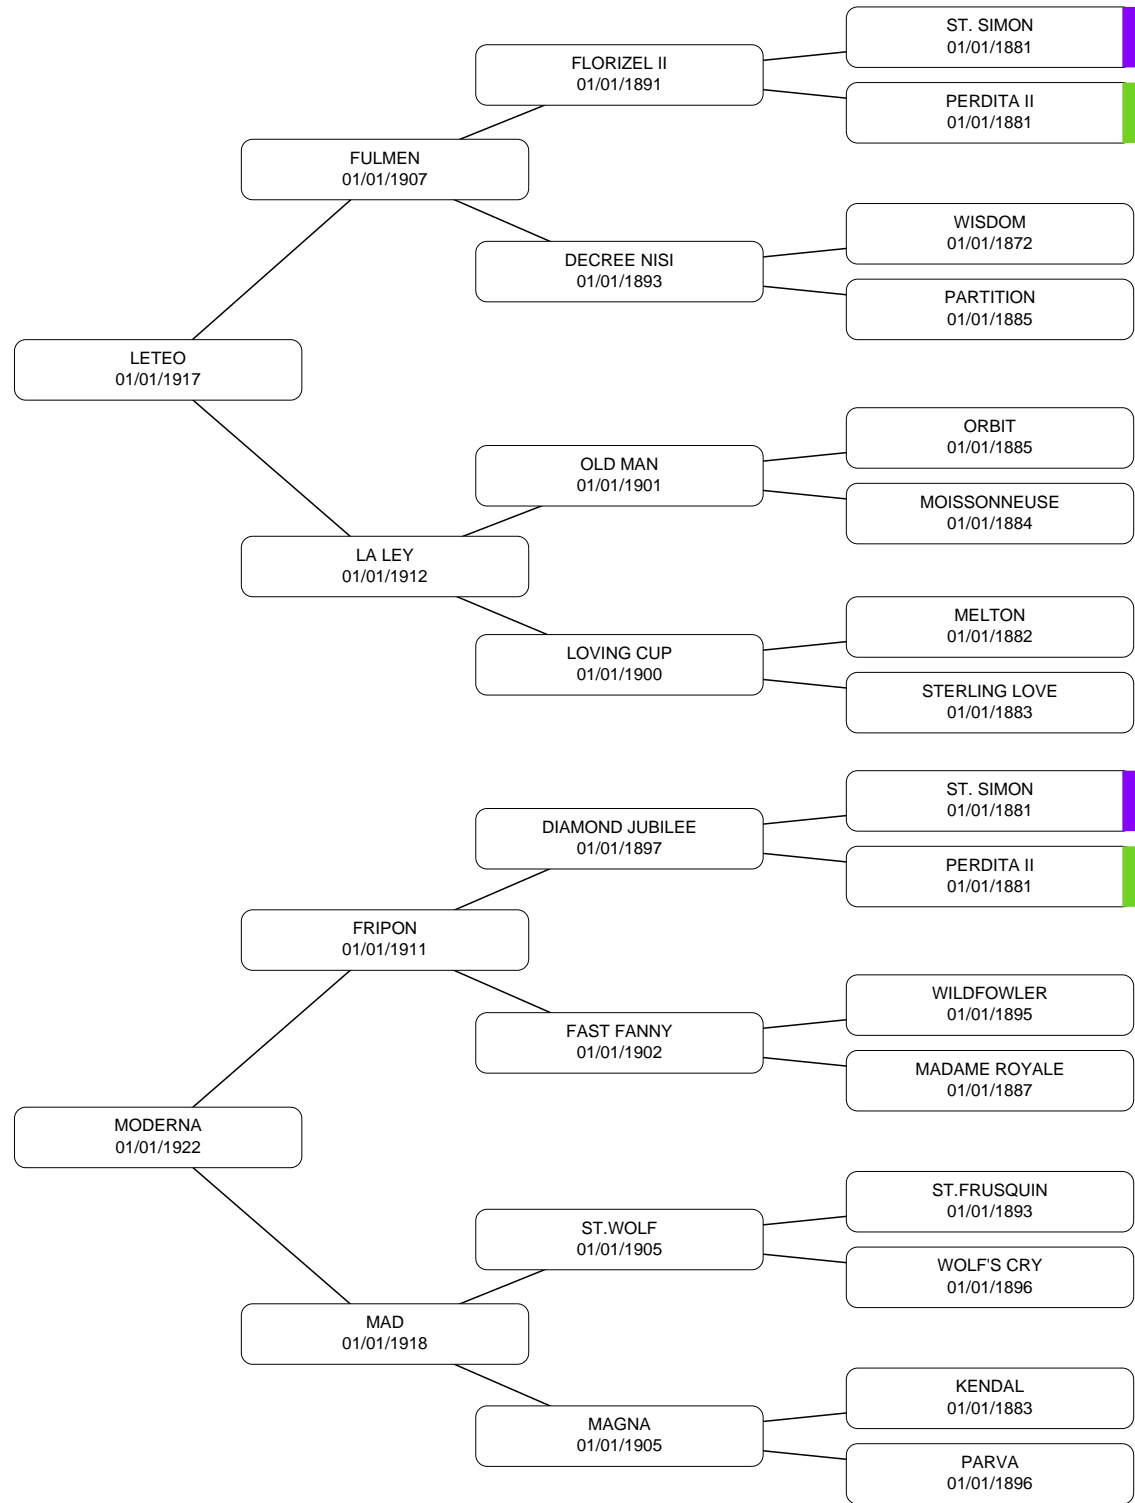 ST. SIMON
01/01/1881
FLORIZEL II
01/01/1891
PERDITA II
01/01/1881
FULMEN
01/01/1907
WISDOM
01/01/1872
DECREE NISI
01/01/1893
PARTITION
01/01/1885
LETEO
01/01/1917
ORBIT
01/01/1885
OLD MAN
01/01/1901
MOISSONNEUSE
01/01/1884
LA LEY
01/01/1912
MELTON
01/01/1882
LOVING CUP
01/01/1900
STERLING LOVE
01/01/1883
ST. SIMON
01/01/1881
DIAMOND JUBILEE
01/01/1897
PERDITA II
01/01/1881
FRIPON
01/01/1911
WILDFOWLER
01/01/1895
FAST FANNY
01/01/1902
MADAME ROYALE
01/01/1887
MODERNA
01/01/1922
ST.FRUSQUIN
01/01/1893
ST.WOLF
01/01/1905
WOLF'S CRY
01/01/1896
MAD
01/01/1918
KENDAL
01/01/1883
MAGNA
01/01/1905
PARVA
01/01/1896